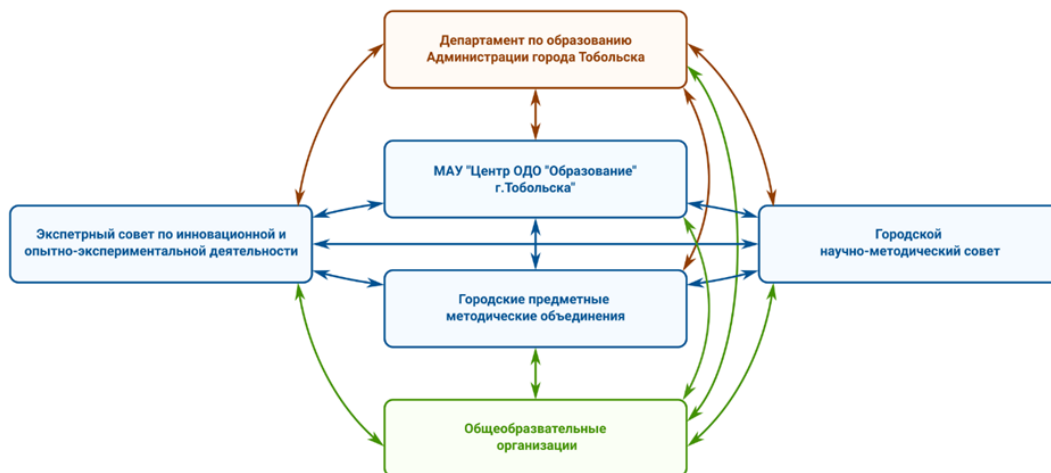 Департамент по образованию
Администрации города Тобольска
МАУ "Центр ОДО "Образование"
г.Тобольска"
Экспетрный совет по инновационной и
опытно-экспериментальной деятельности
Городской
научно-методический совет
Городские предметные
методические объединения
Общеобразвательные
организации